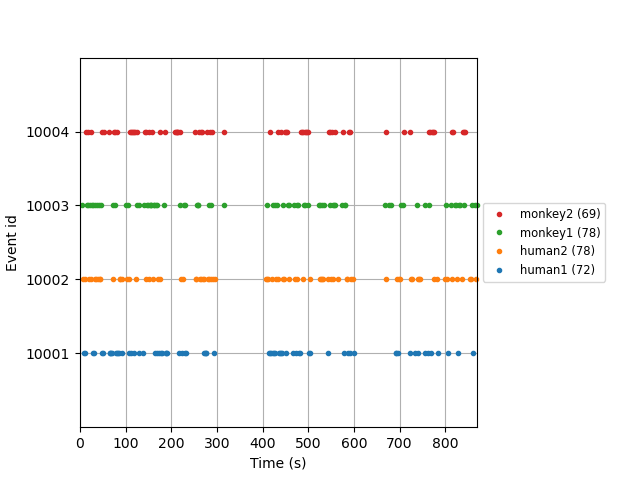 10004
10003
10002
10001
Event id
0 100 200 300 400 500 600 700 800
Time (s)
monkey2 (69)
monkey1 (78)
human2 (78)
human1 (72)